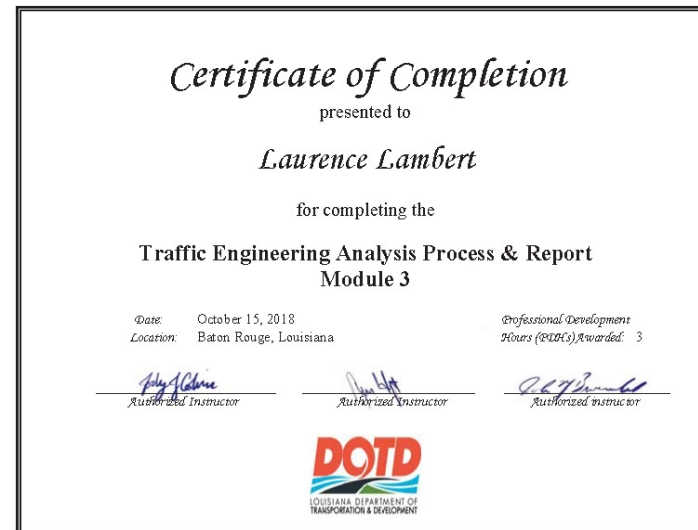 Certificate of Completion
presented to
Laurence Lambert
for completing the
Traffic Engineering Analysis Process & Report
Module 3
Date: October 15, 2018
Location: Baton Rouge, Louisiana
Professional Development
Hours (PDHs) Awarded: 3
Authorized Instructor
Authorized Instructor
Authorized instructor
DOTD
LOUISIANA DEPARTMENT OF
TRANSPORTATION & DEVELOPMENT